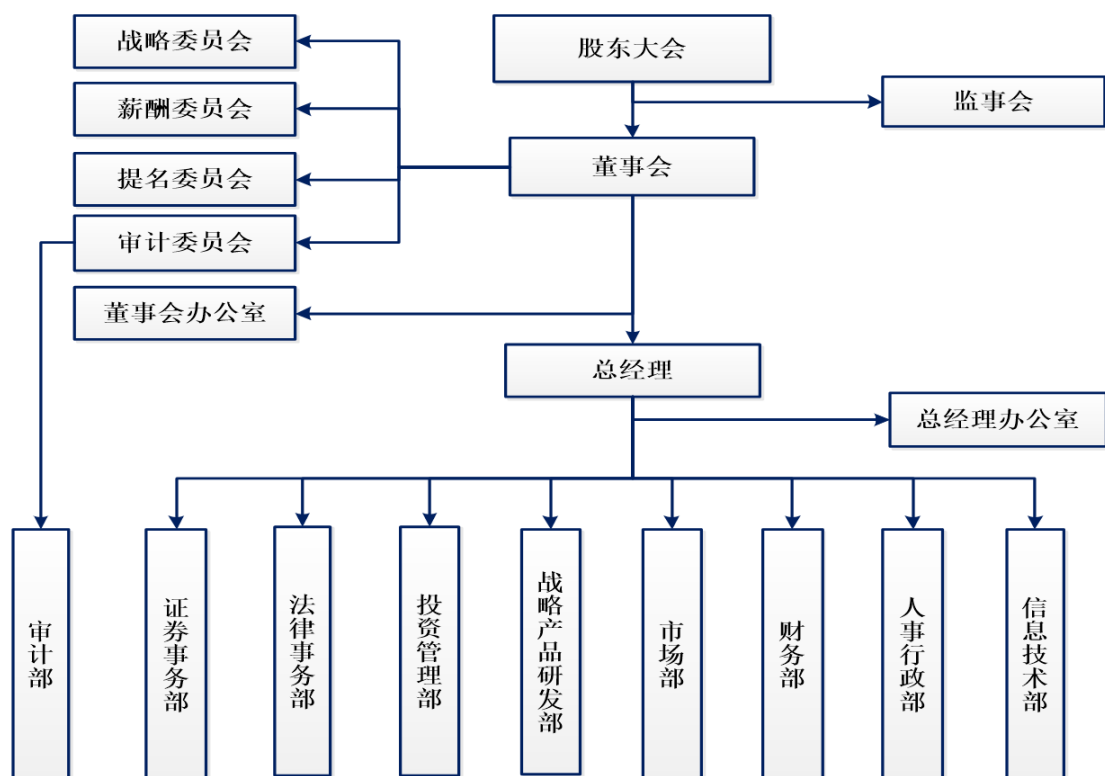 战略委员会
股东大会
薪酬委员会
监事会
提名委员会
董事会
审计委员会
董事会办公室
总经理
总经理办公室
审计部
证券事务部
法律事务部
投资管理部
战略产品研发部
市场部
财务部
人事行政部
信息技术部